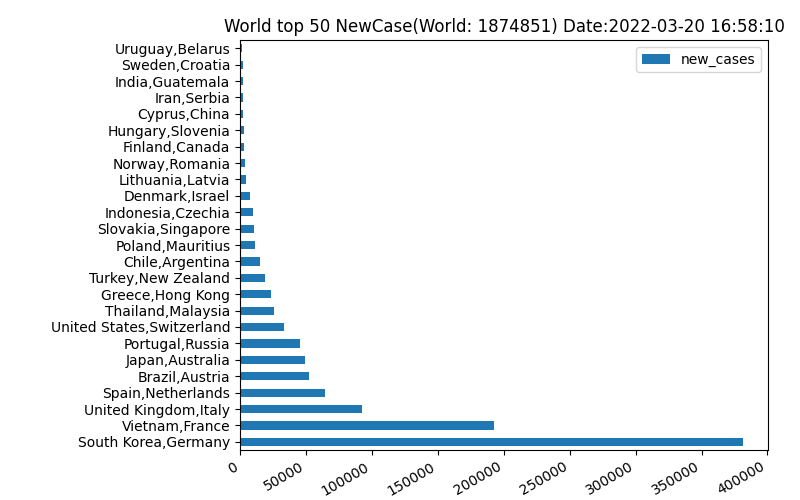 World top 50 NewCase(World: 1874851) Date:2022-03-20 16:58:10
new_cases
Uruguay,Belarus
Sweden,Croatia
India,Guatemala
Iran,Serbia
Cyprus,China
Hungary,Slovenia
Finland,Canada
Norway,Romania
Lithuania,Latvia
Denmark,Israel
Indonesia,Czechia
Slovakia,Singapore
Poland,Mauritius
Chile,Argentina
Turkey,New Zealand
Greece,Hong Kong
Thailand,Malaysia
United States,Switzerland
Portugal,Russia
Japan,Australia
Brazil,Austria
Spain,Netherlands
United Kingdom,Italy
Vietnam,France
South Korea,Germany
0
50000
100000
150000
200000
250000
300000
350000
400000